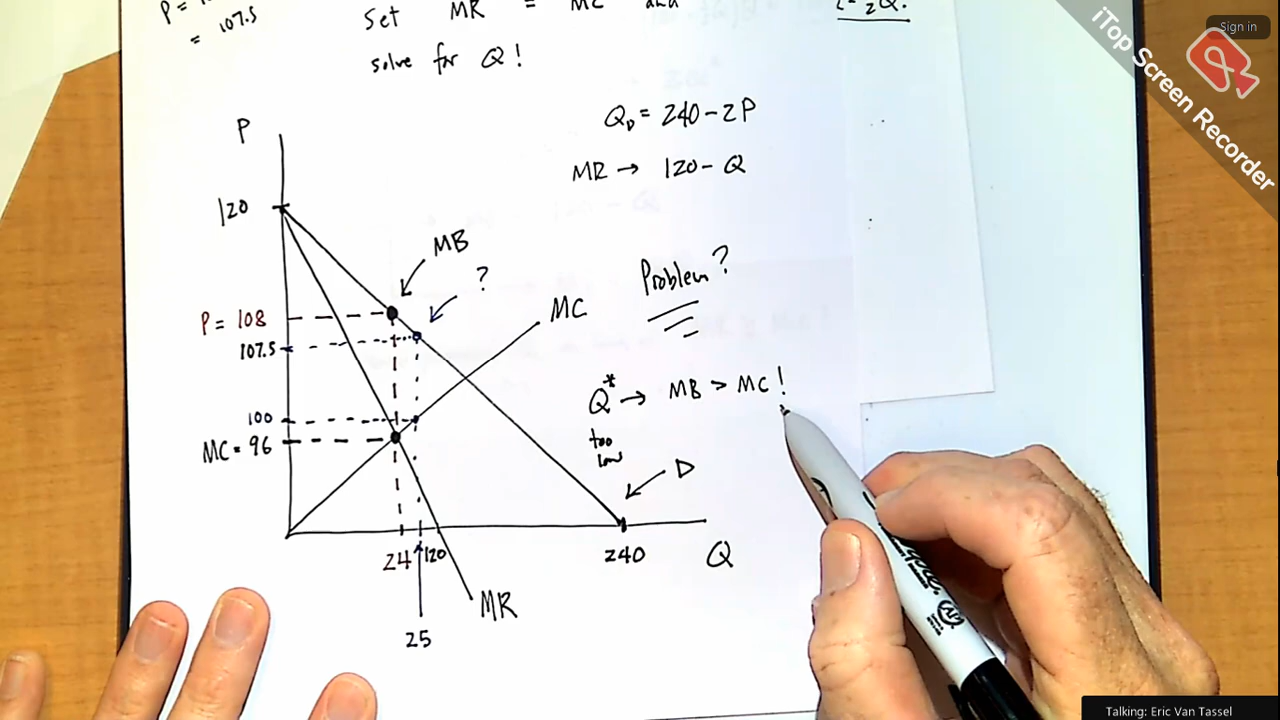 P =
= 107.5
Set MR = MC and
solve for Q!
Q_D = 240 - 2P
MR → 120 - Q
P
120
MB
?
Problem?
MC
P = 108
107.5
100
MC = 96
Q* → MB > MC!
too
low
D
24
120
240
Q
MR
25
Sign in
iTop Screen Recorder
Talking: Eric Van Tassel